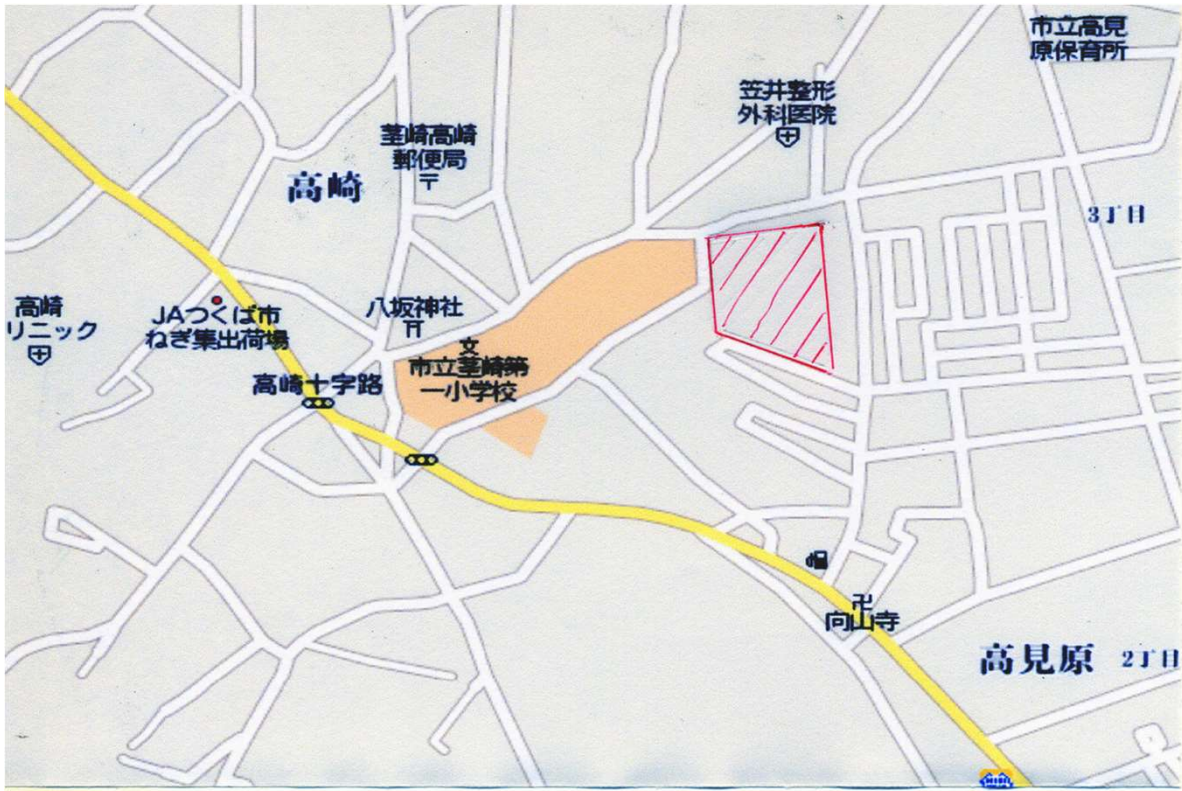 市立高見
原保育所
笠井整形
外科医院
茎崎高崎
郵便局
〒
高崎
3丁目
高崎
リニック
JAつくば市
ねぎ集出荷場
八坂神社
文
市立茎崎第
一小学校
高崎十字路
卍
向山寺
高見原 2丁目